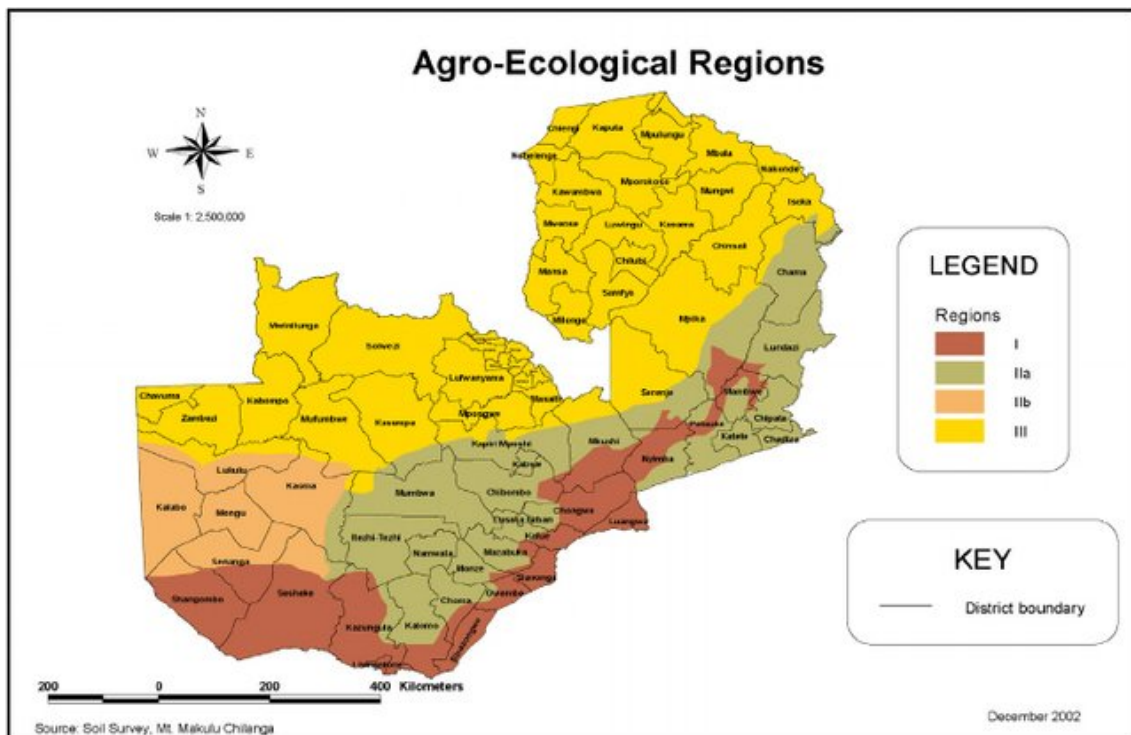 Agro-Ecological Regions
N
W E
S
Scale 1: 2,500,000
Chiengi
Kaputa
Mpulungu
Mbala
Nakonde
Mporokoso
Mungwi
Isoka
Kawambwa
Mwense
Luwingu
Kasama
Chinsali
Chilubi
Mansa
Samfya
Chama
Milenge
Mpika
Mwinilunga
Solwezi
Lundazi
Lufwanyama
Chavuma
Kabompo
Masaiti
Serenje
Mambwe
Zambezi
Mufumbwe
Kasempa
Mpongwe
Chipata
Petauke
Katete
Chadiza
Kapiri Mposhi
Mkushi
Nyimba
Lukulu
Kabwe
Kaoma
Mumbwa
Chibombo
Kalabo
Mongu
Chongwe
Luangwa
Kafue
Itezhi-Tezhi
Namwala
Mazabuka
Senanga
Monze
Siavonga
Shangombo
Sesheke
Choma
Gwembe
Kazungula
Kalomo
Sinazongwe
Livingstone
LEGEND
Regions
I
IIa
IIb
III
KEY
District boundary
200 0 200 400 Kilometers
Source: Soil Survey, Mt. Makulu Chilanga
December 2002